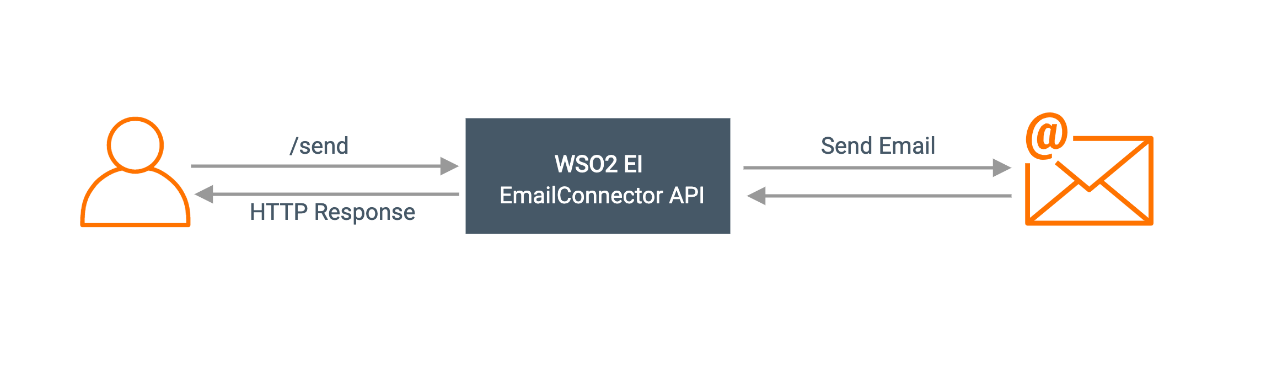 /send
HTTP Response
WSO2 EI
EmailConnector API
Send Email
@